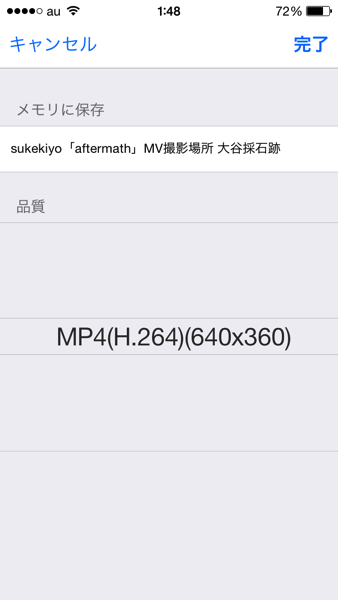 au 1:48 72%
キャンセル 完了
メモリに保存
sukekiyo「aftermath」MV撮影場所 大谷採石跡
品質
MP4(H.264)(640x360)